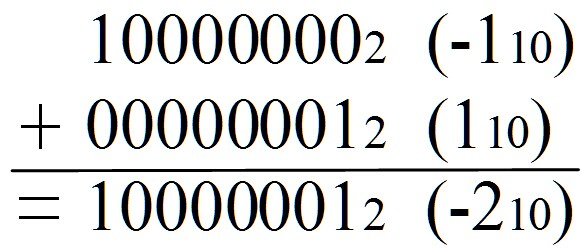 10000000₂ (-1₁₀)
+ 00000001₂ (1₁₀)
= 10000001₂ (-2₁₀)